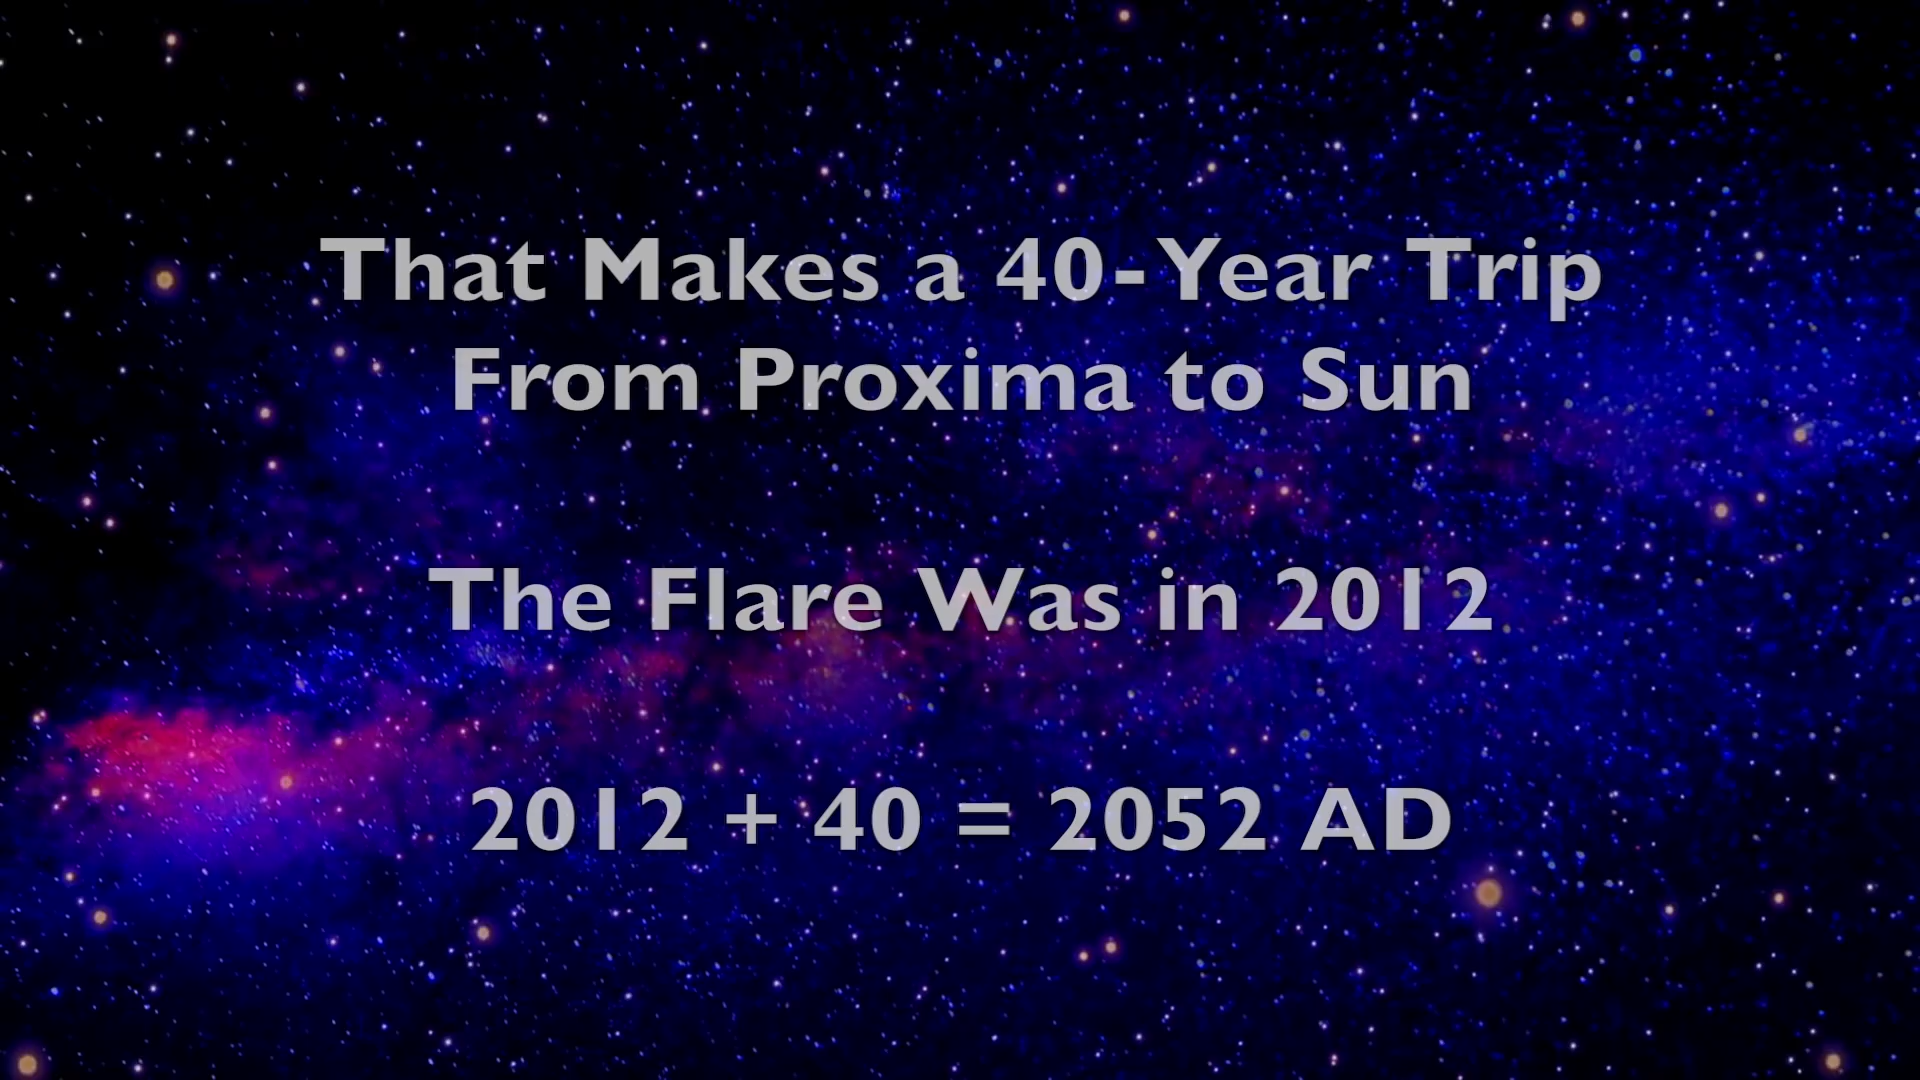 That Makes a 40-Year Trip
From Proxima to Sun
The Flare Was in 2012
2012 + 40 = 2052 AD